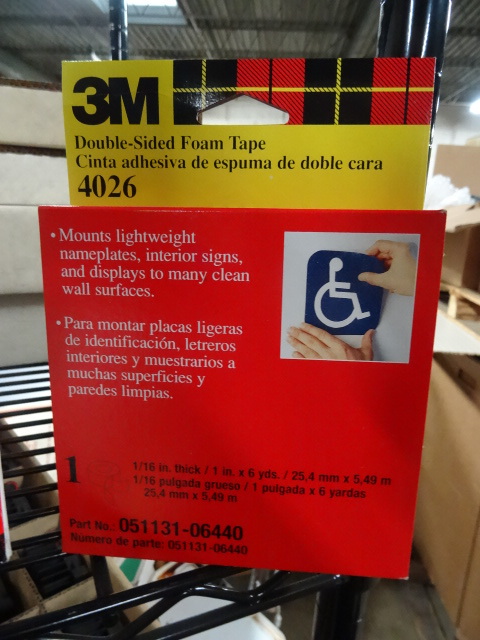 3M
Double-Sided Foam Tape
Cinta adhesiva de espuma de doble cara
4026
• Mounts lightweight
nameplates, interior signs,
and displays to many clean
wall surfaces.
• Para montar placas ligeras
de identificación, letreros
interiores y muestrarios a
muchas superficies y
paredes limpias.
1
1/16 in. thick / 1 in. x 6 yds. / 25,4 mm x 5,49 m
1/16 pulgada grueso / 1 pulgada x 6 yardas
25,4 mm x 5,49 m
Part No.: 051131-06440
Numero de parte: 051131-06440